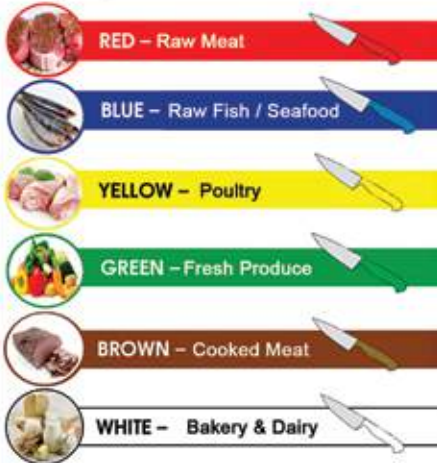 RED – Raw Meat
BLUE – Raw Fish / Seafood
YELLOW – Poultry
GREEN – Fresh Produce
BROWN – Cooked Meat
WHITE – Bakery & Dairy